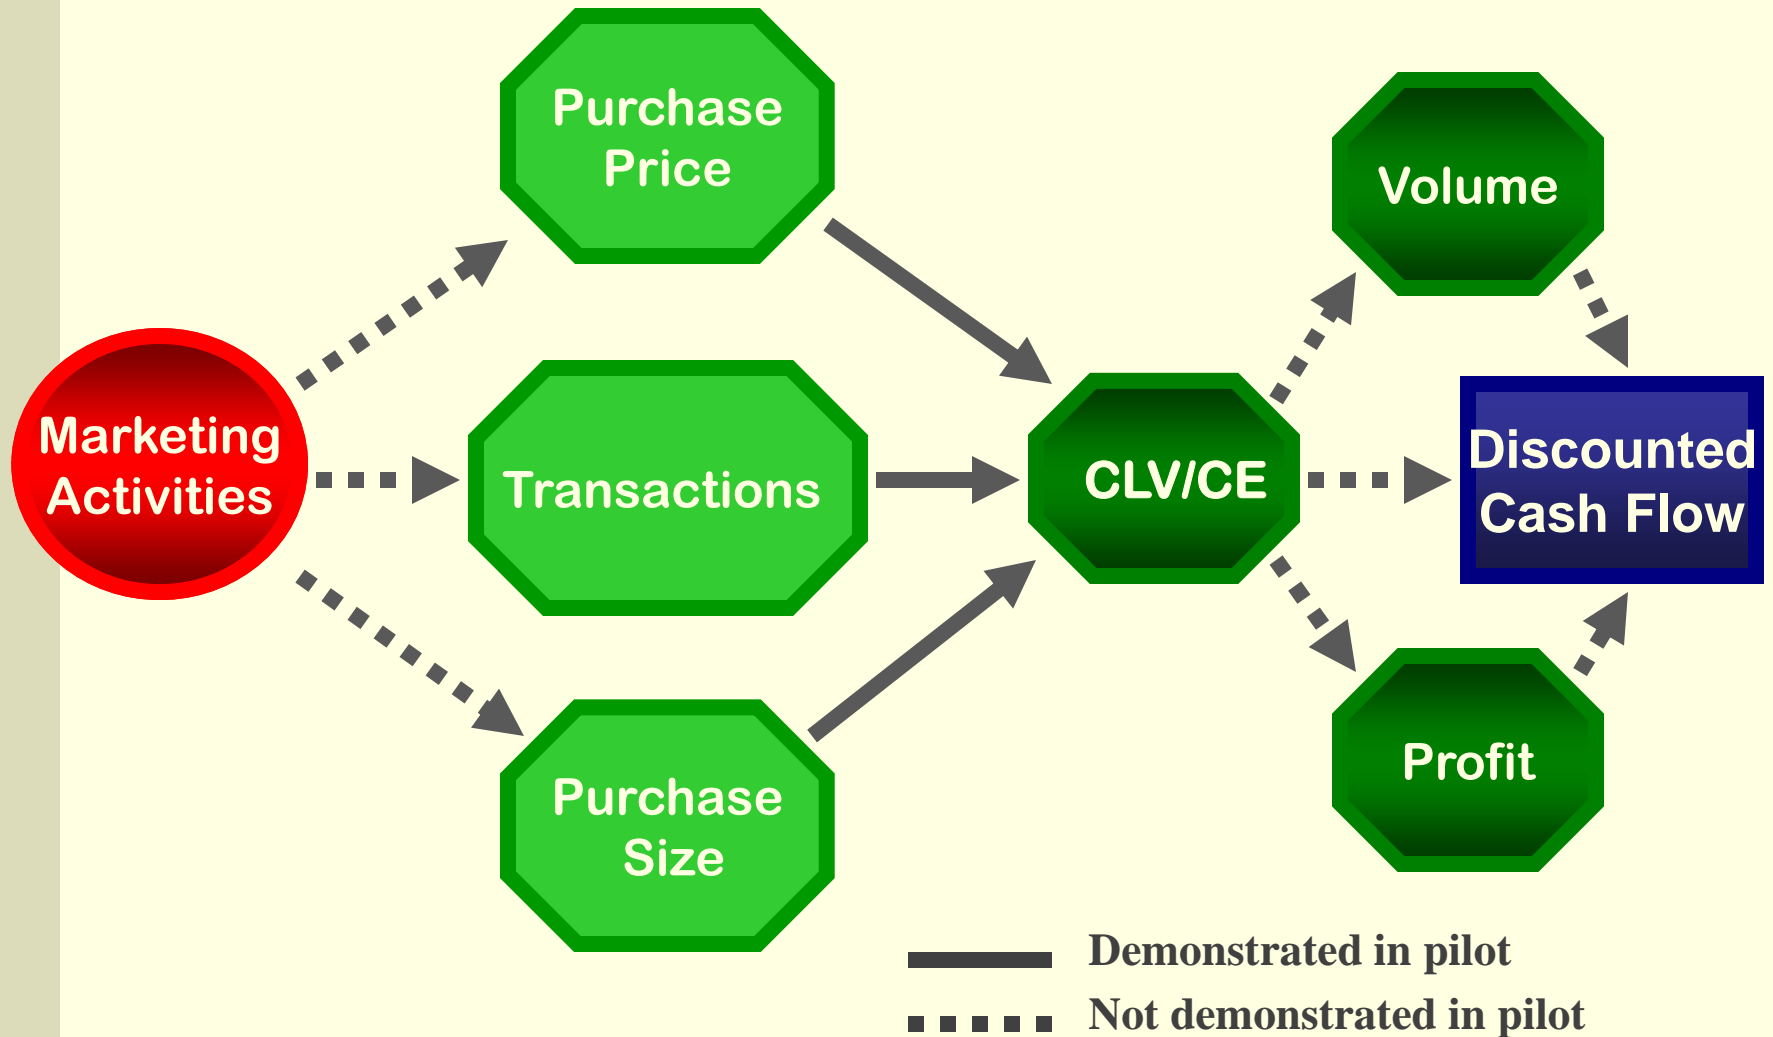 Purchase
Price
Volume
Marketing
Activities
Transactions
CLV/CE
Discounted
Cash Flow
Purchase
Size
Profit
Demonstrated in pilot
Not demonstrated in pilot